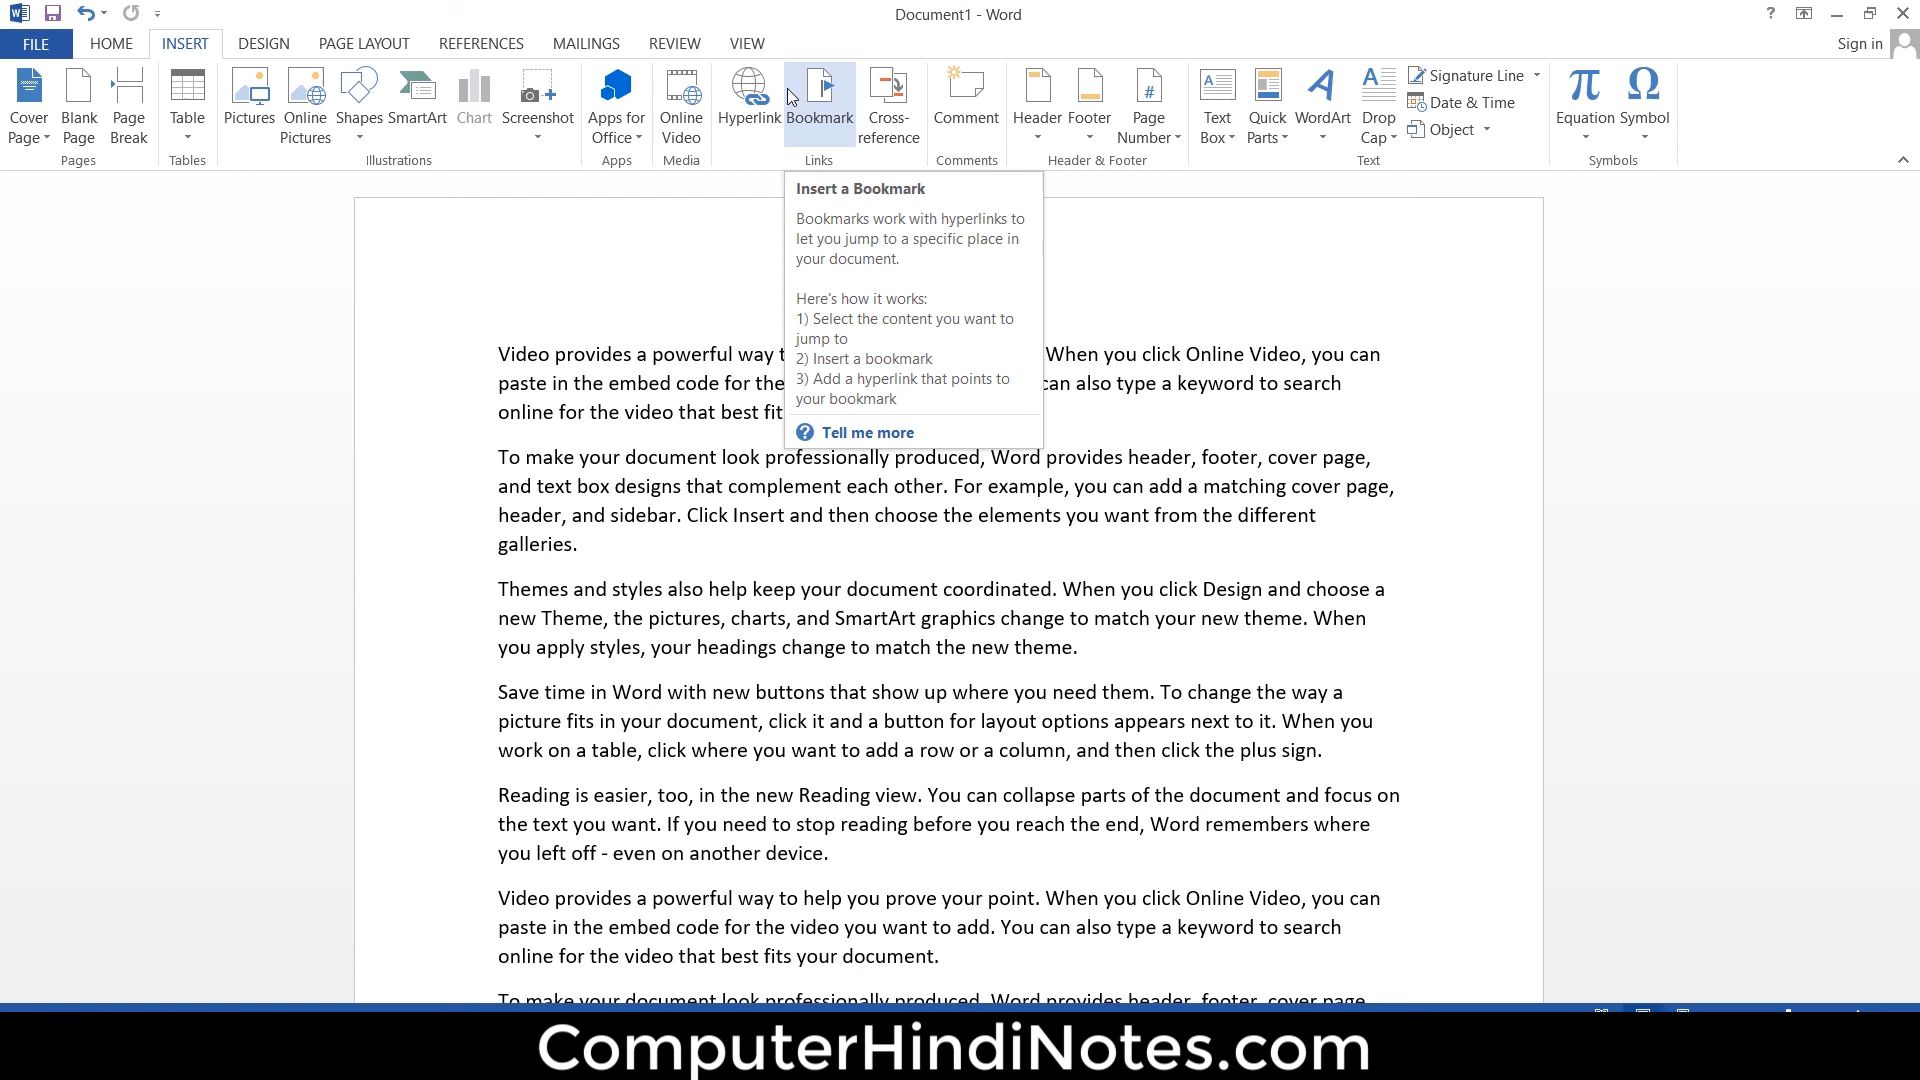 Document1 - Word
FILE HOME INSERT DESIGN PAGE LAYOUT REFERENCES MAILINGS REVIEW VIEW Sign in
Cover Page
Blank Page
Page Break
Pages
Table
Tables
Pictures
Online Pictures
Shapes
SmartArt
Chart
Screenshot
Illustrations
Apps for Office
Apps
Online Video
Media
Hyperlink
Bookmark
Cross-reference
Links
Comment
Comments
Header
Footer
Page Number
#
Header & Footer
Text Box
Quick Parts
WordArt
Drop Cap
Signature Line
Date & Time
Object
Text
π Equation
Ω Symbol
Symbols
Insert a Bookmark
Bookmarks work with hyperlinks to
let you jump to a specific place in
your document.
Here's how it works:
1) Select the content you want to
jump to
2) Insert a bookmark
3) Add a hyperlink that points to
your bookmark
Tell me more
Video provides a powerful way When you click Online Video, you can
paste in the embed code for the can also type a keyword to search
online for the video that best fit
To make your document look professionally produced, Word provides header, footer, cover page,
and text box designs that complement each other. For example, you can add a matching cover page,
header, and sidebar. Click Insert and then choose the elements you want from the different
galleries.
Themes and styles also help keep your document coordinated. When you click Design and choose a
new Theme, the pictures, charts, and SmartArt graphics change to match your new theme. When
you apply styles, your headings change to match the new theme.
Save time in Word with new buttons that show up where you need them. To change the way a
picture fits in your document, click it and a button for layout options appears next to it. When you
work on a table, click where you want to add a row or a column, and then click the plus sign.
Reading is easier, too, in the new Reading view. You can collapse parts of the document and focus on
the text you want. If you need to stop reading before you reach the end, Word remembers where
you left off - even on another device.
Video provides a powerful way to help you prove your point. When you click Online Video, you can
paste in the embed code for the video you want to add. You can also type a keyword to search
online for the video that best fits your document.
To make your document look professionally produced, Word provides header, footer, cover page,
ComputerHindiNotes.com